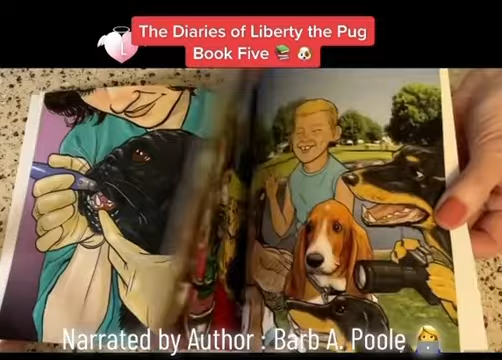 The Diaries of Liberty the Pug
Book Five 📚 🐶
Narrated by Author : Barb A. Poole 👩‍💻